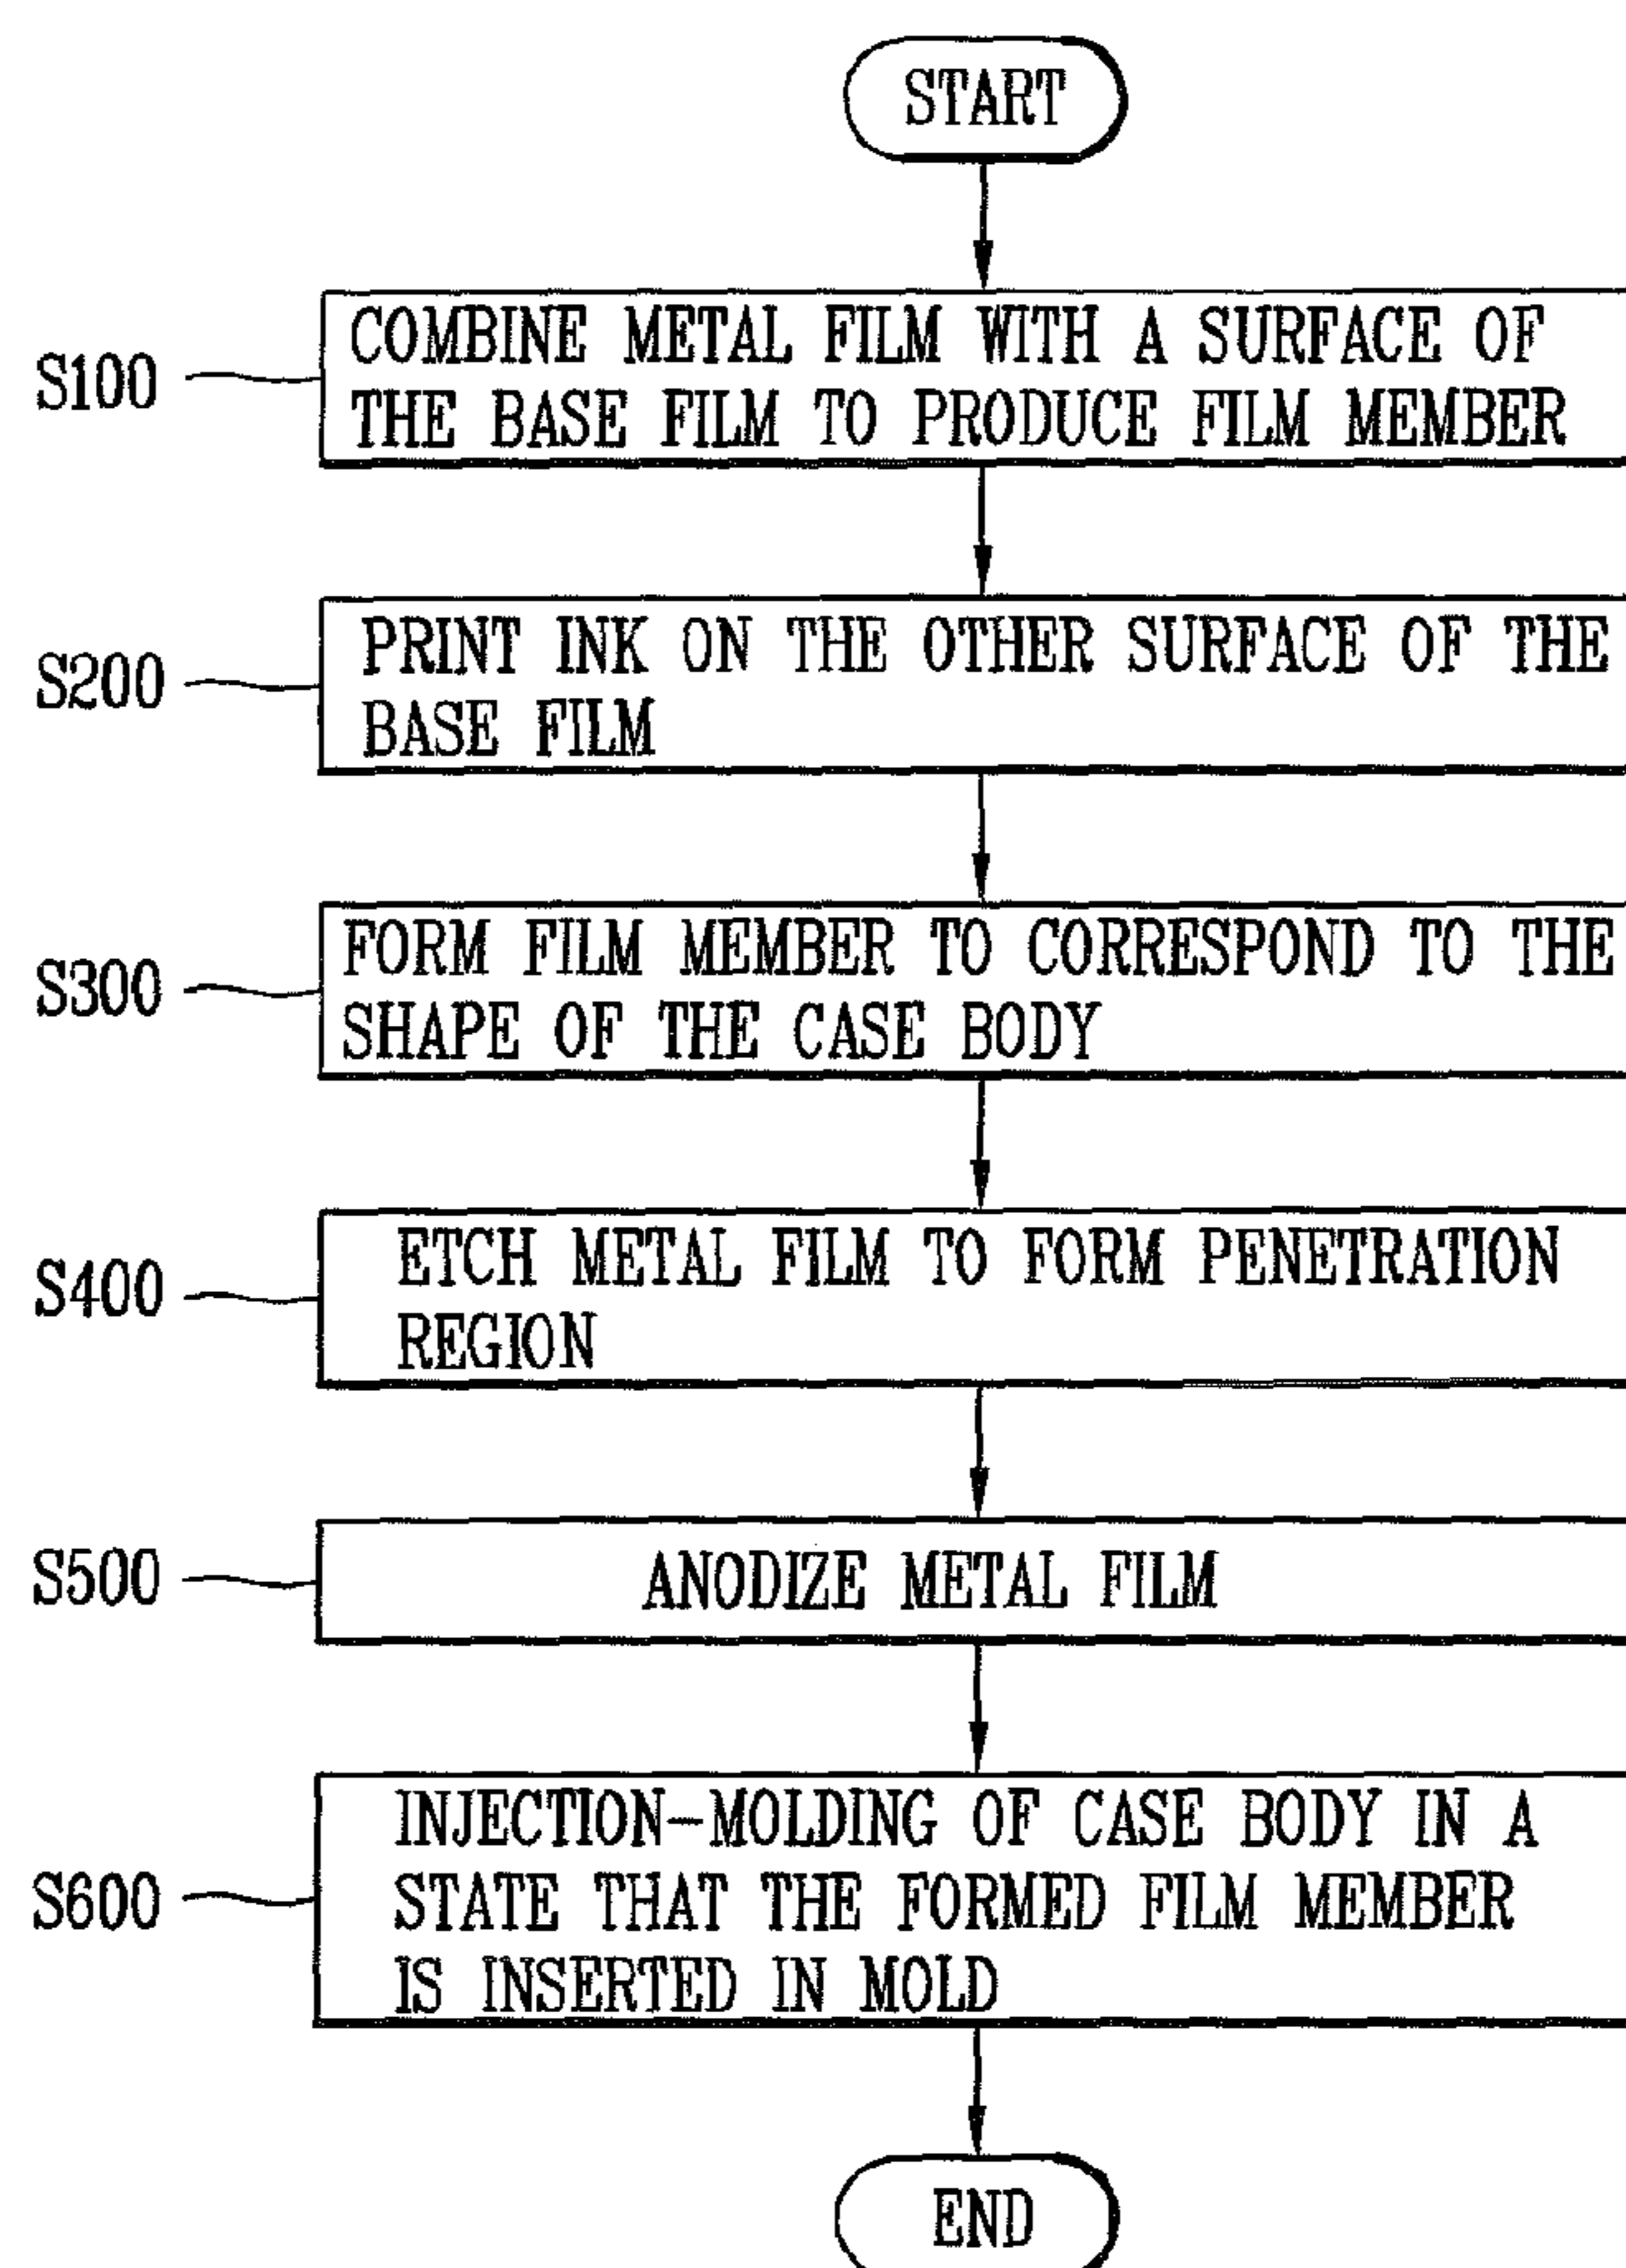 START
S100
COMBINE METAL FILM WITH A SURFACE OF
THE BASE FILM TO PRODUCE FILM MEMBER
S200
PRINT INK ON THE OTHER SURFACE OF THE
BASE FILM
S300
FORM FILM MEMBER TO CORRESPOND TO THE
SHAPE OF THE CASE BODY
S400
ETCH METAL FILM TO FORM PENETRATION
REGION
S500
ANODIZE METAL FILM
S600
INJECTION-MOLDING OF CASE BODY IN A
STATE THAT THE FORMED FILM MEMBER
IS INSERTED IN MOLD
END